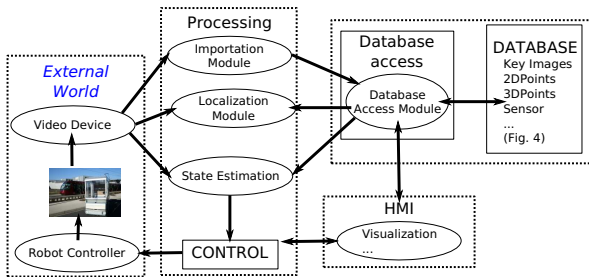 External
World
Video Device
Robot Controller
Processing
Importation
Module
Localization
Module
State Estimation
CONTROL
Database
access
Database
Access Module
DATABASE
Key Images
2DPoints
3DPoints
Sensor
...
(Fig. 4)
HMI
Visualization
...